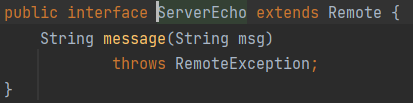 public interface ServerEcho extends Remote {
String message(String msg)
throws RemoteException;
}